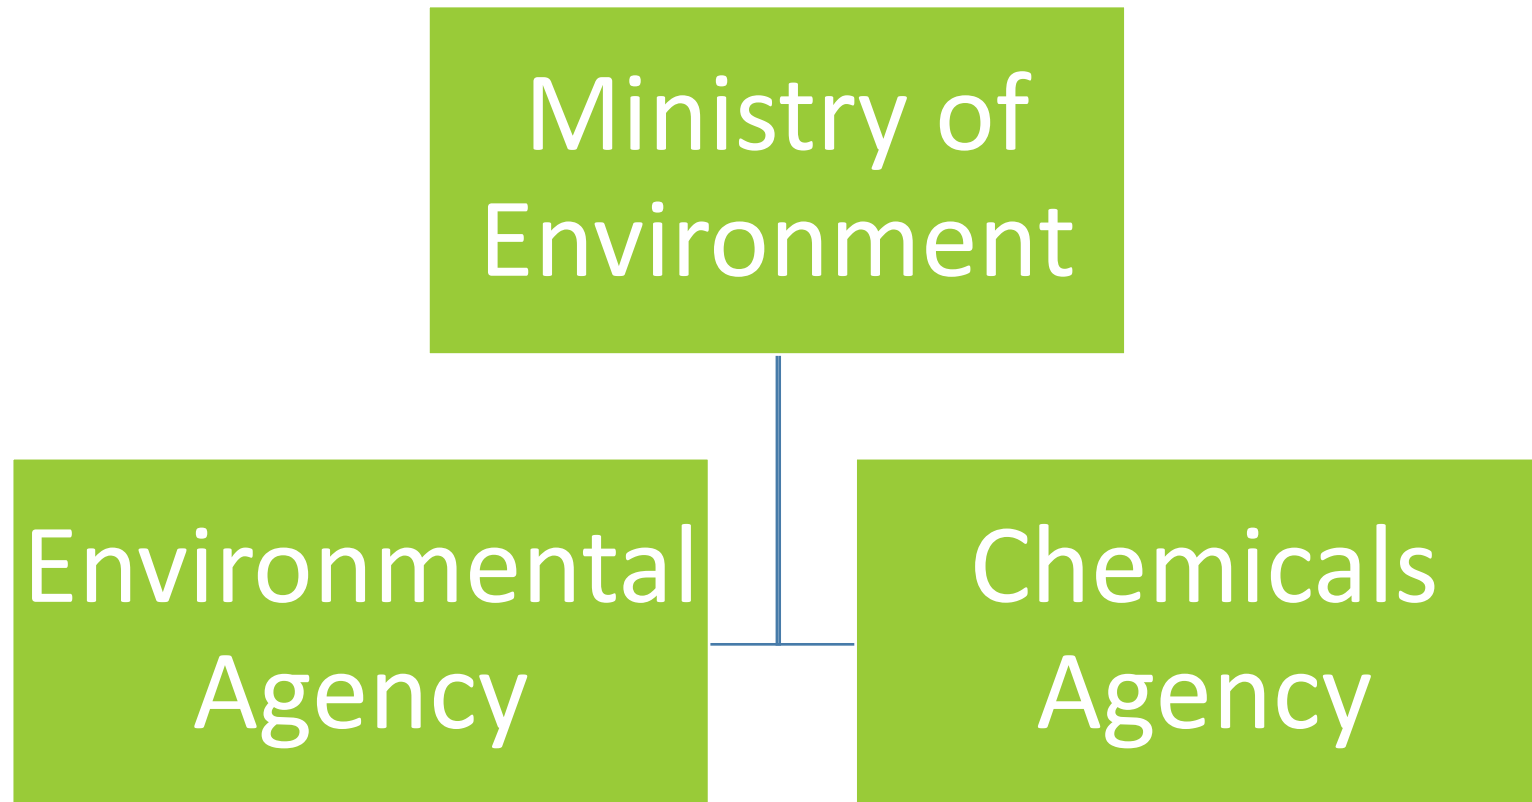 Ministry of
Environment
Environmental
Agency
Chemicals
Agency